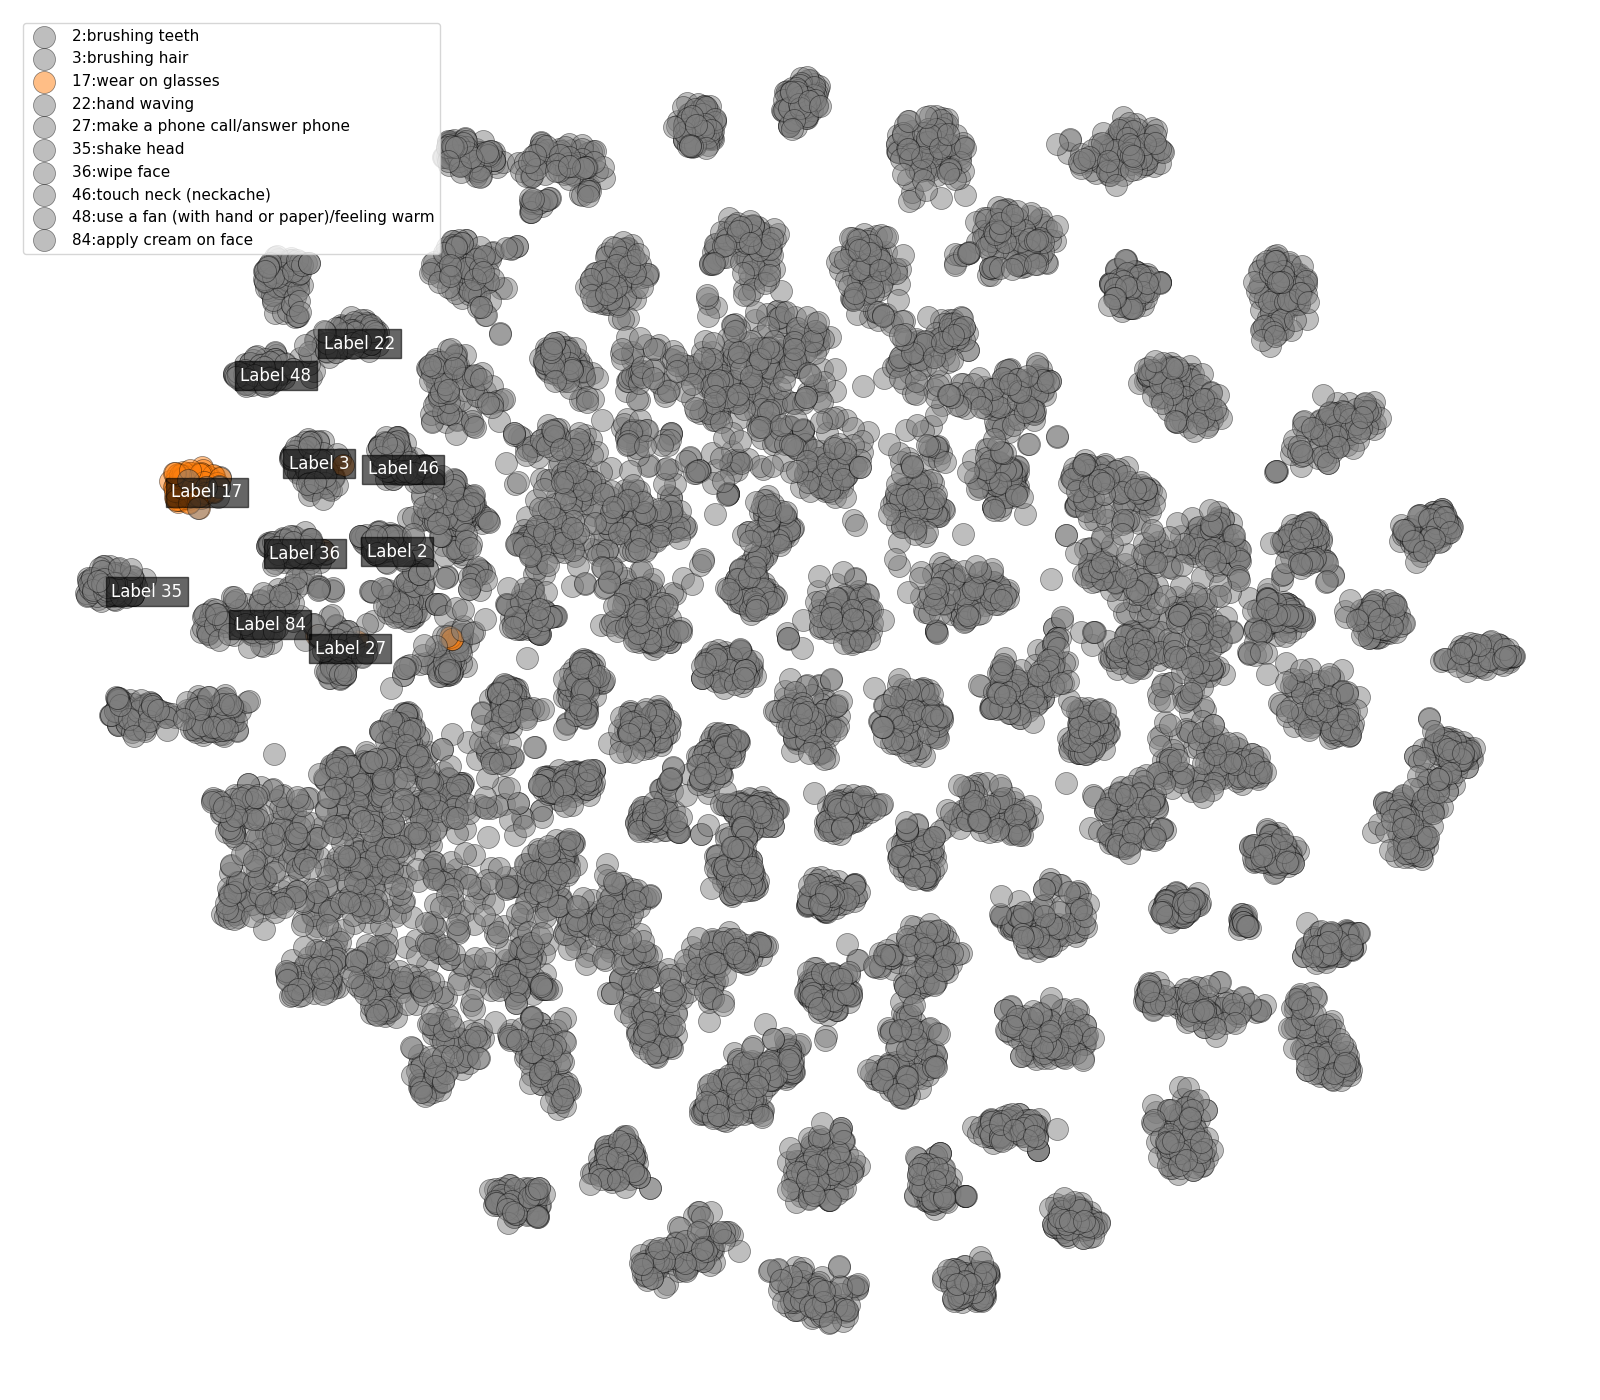 2:brushing teeth
3:brushing hair
17:wear on glasses
22:hand waving
27:make a phone call/answer phone
35:shake head
36:wipe face
46:touch neck (neckache)
48:use a fan (with hand or paper)/feeling warm
84:apply cream on face
Label 22
Label 48
Label 3
Label 46
Label 17
Label 36
Label 2
Label 35
Label 84
Label 27